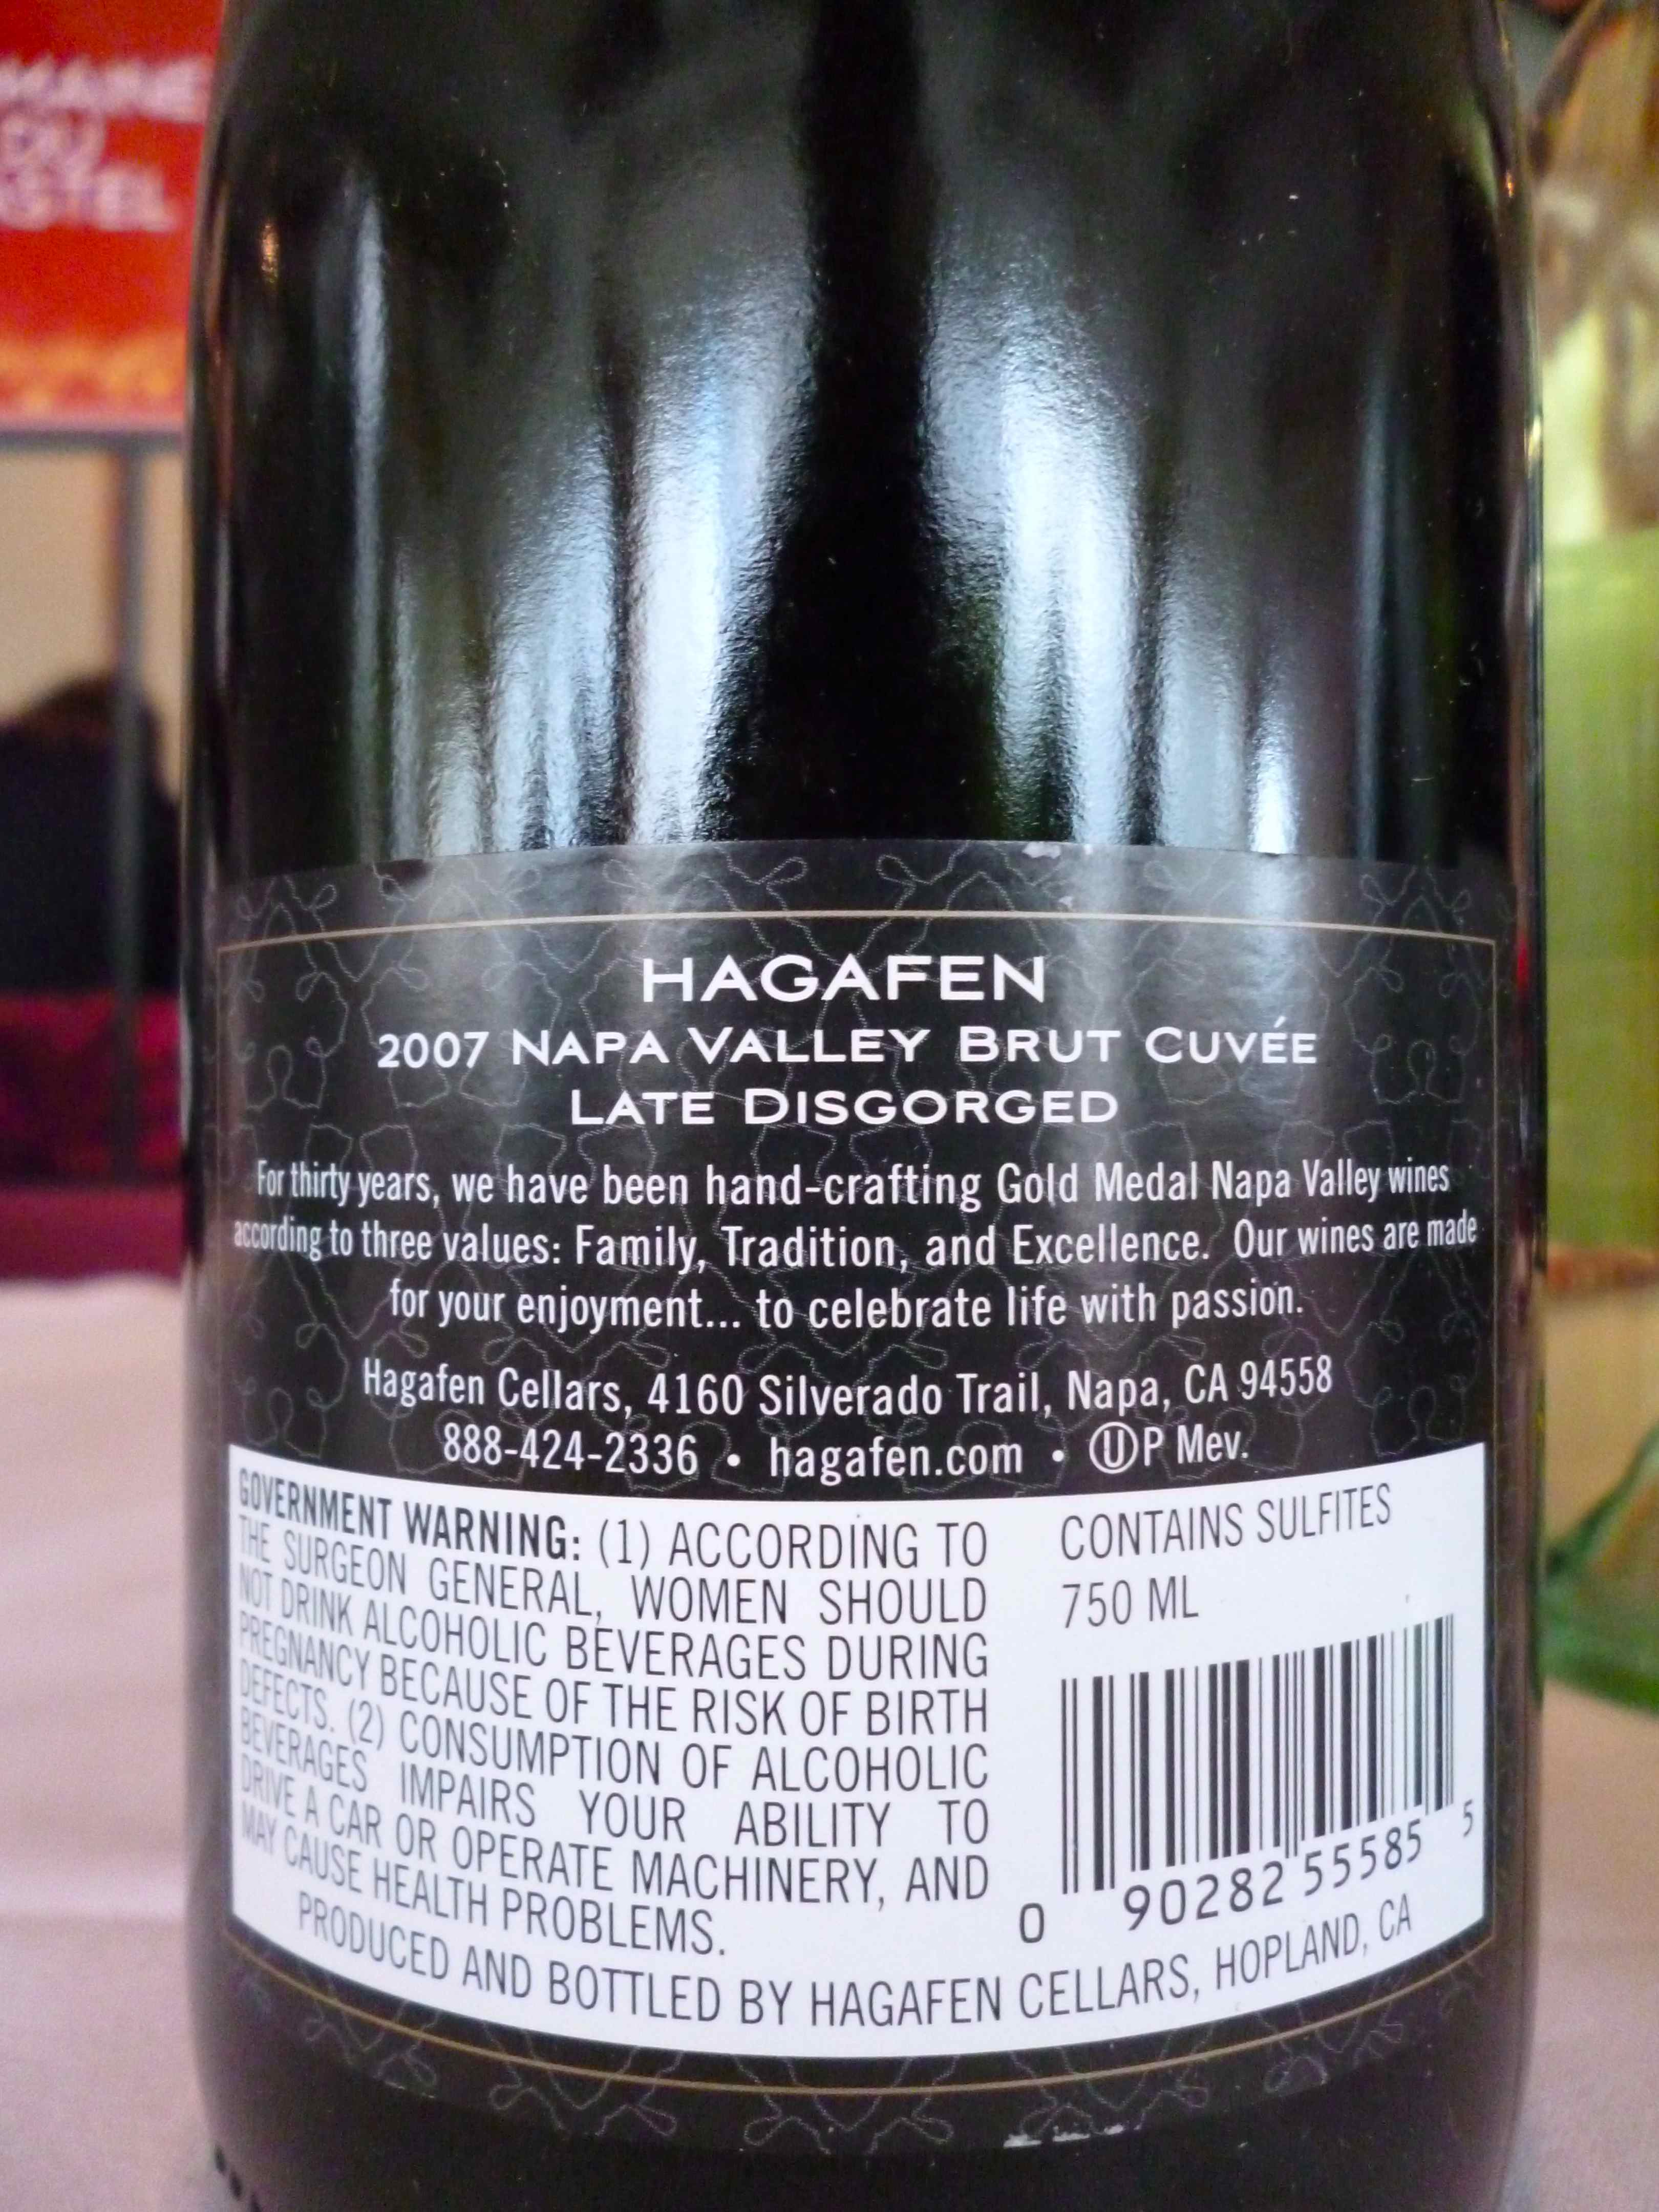 DU
HAGAFEN
2007 NAPA VALLEY BRUT CUVÉE
LATE DISGORGED
For thirty years, we have been hand-crafting Gold Medal Napa Valley wines
according to three values: Family, Tradition, and Excellence. Our wines are made
for your enjoyment... to celebrate life with passion.
Hagafen Cellars, 4160 Silverado Trail, Napa, CA 94558
888-424-2336 • hagafen.com • ⓊP Mev.
GOVERNMENT WARNING: (1) ACCORDING TO
THE SURGEON GENERAL, WOMEN SHOULD
NOT DRINK ALCOHOLIC BEVERAGES DURING
PREGNANCY BECAUSE OF THE RISK OF BIRTH
DEFECTS. (2) CONSUMPTION OF ALCOHOLIC
BEVERAGES IMPAIRS YOUR ABILITY TO
DRIVE A CAR OR OPERATE MACHINERY, AND
MAY CAUSE HEALTH PROBLEMS.
CONTAINS SULFITES
750 ML
0 90282 55585 5
PRODUCED AND BOTTLED BY HAGAFEN CELLARS, HOPLAND, CA